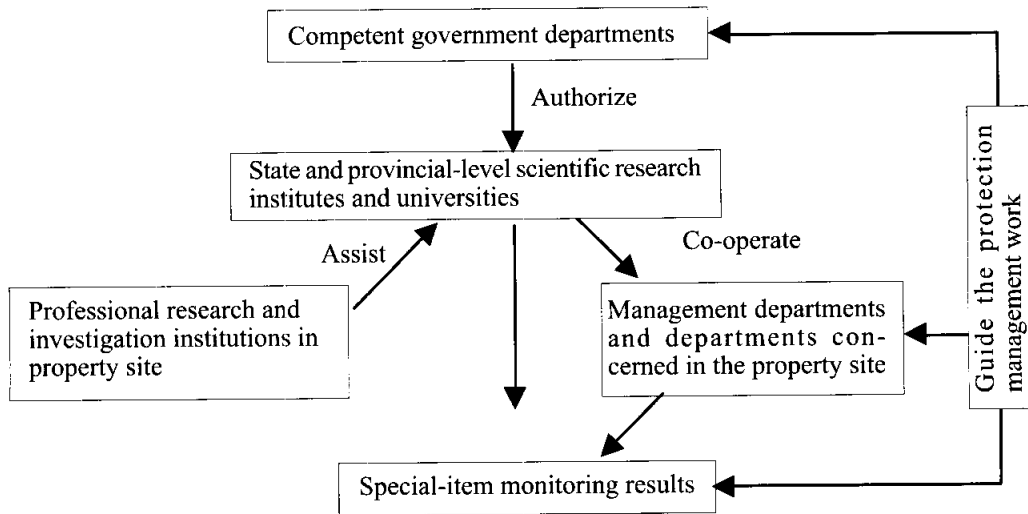 Competent government departments
Authorize
State and provincial-level scientific research
institutes and universities
Assist
Co-operate
Professional research and
investigation institutions in
property site
Management departments
and departments con-
cerned in the property site
Guide the protection
management work
Special-item monitoring results